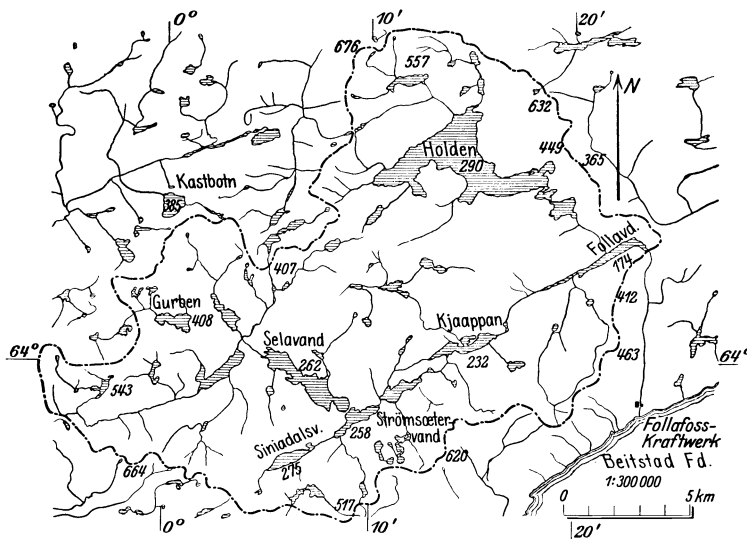 0°
10'
20'
676
557
N
632
Holden
290
449
365
Kastbotn
385
Follavd.
174
407
412
Gurben
408
Kjaappan.
232
64°
Selavand
262
463
64°
543
Strömsæter-
vand
258
Siniadalsv.
275
Follafoss-
Kraftwerk
620
664
Beitstad Fd.
1:300 000
517
0
5 km
0°
10'
20'